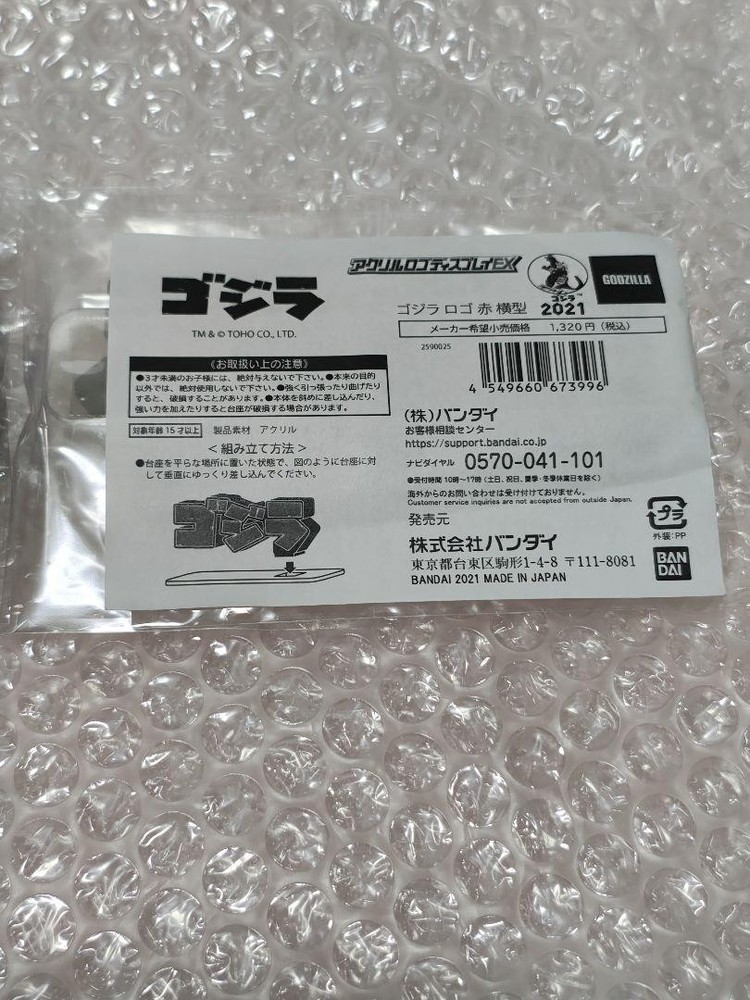 ゴジラ
TM & © TOHO CO., LTD.
《お取扱い上の注意》
●3才未満のお子様には、絶対与えないで下さい。●本来の目的
以外では、絶対使用しないで下さい。●強く引っ張ったり曲げたり
すると、破損することがあります。●本体を斜めに差し込んだり、
強い力を加えたりすると台座が破損する場合があります。
対象年齢 15才以上 製品素材 アクリル
＜組み立て方法＞
●台座を平らな場所に置いた状態で、図のように台座に対
して垂直にゆっくり差し込んでください。
ゴジラ
アクリルロゴディスプレイEX
ゴジラ
GODZILLA
ゴジラ ロゴ 赤 横型 2021
メーカー希望小売価格 1,320円（税込）
2590025
4 549660 673996
(株)バンダイ
お客様相談センター
https://support.bandai.co.jp
ナビダイヤル 0570-041-101
●受付時間 10時〜17時（土日、祝日、夏季・冬季休業日を除く）
海外からのお問い合わせは受け付けておりません。
Customer service inquiries are not accepted from outside Japan.
発売元
株式会社バンダイ
東京都台東区駒形1-4-8 〒111-8081
BANDAI 2021 MADE IN JAPAN
プラ
外装：PP
BAN
DAI